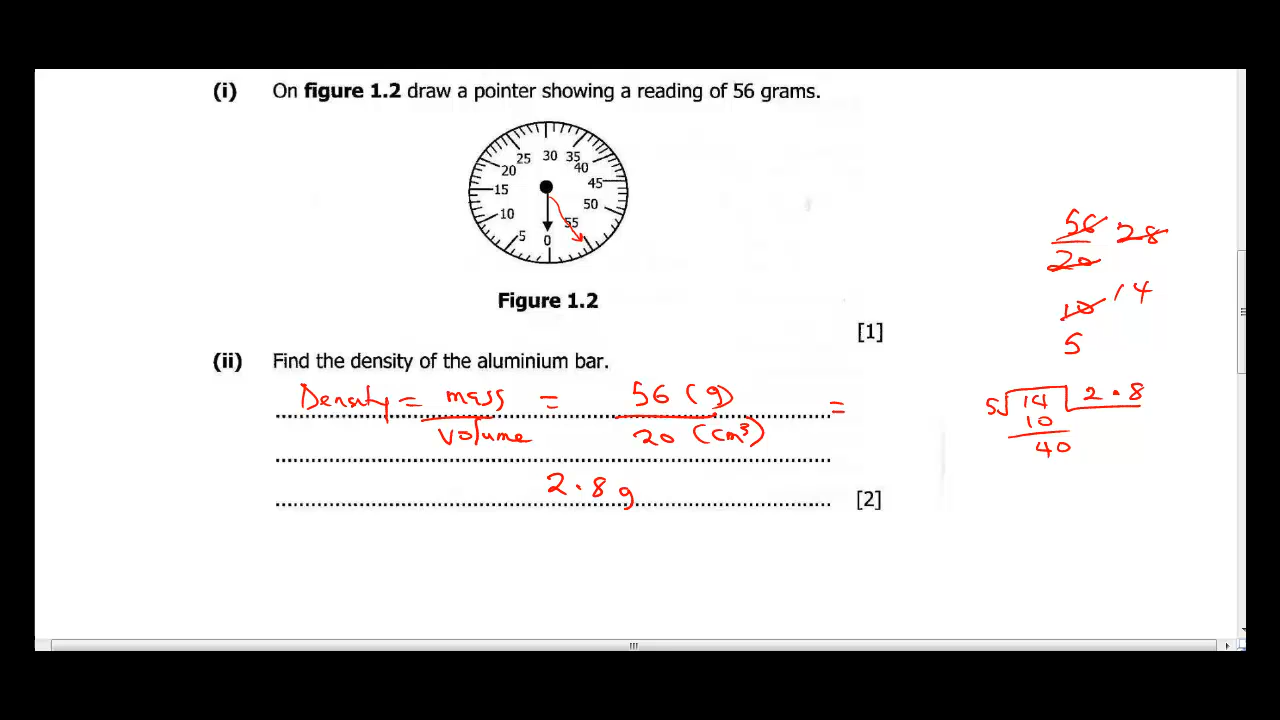 (i) On figure 1.2 draw a pointer showing a reading of 56 grams.
30
25 35
20 40
15 45
10 50
5 55
0
Figure 1.2
[1]
(ii) Find the density of the aluminium bar.
Density = mass / volume = 56 (g) / 20 (cm³) =
2.8 g
[2]
56 28
20
10 14
5
5 14 2.8
10
40